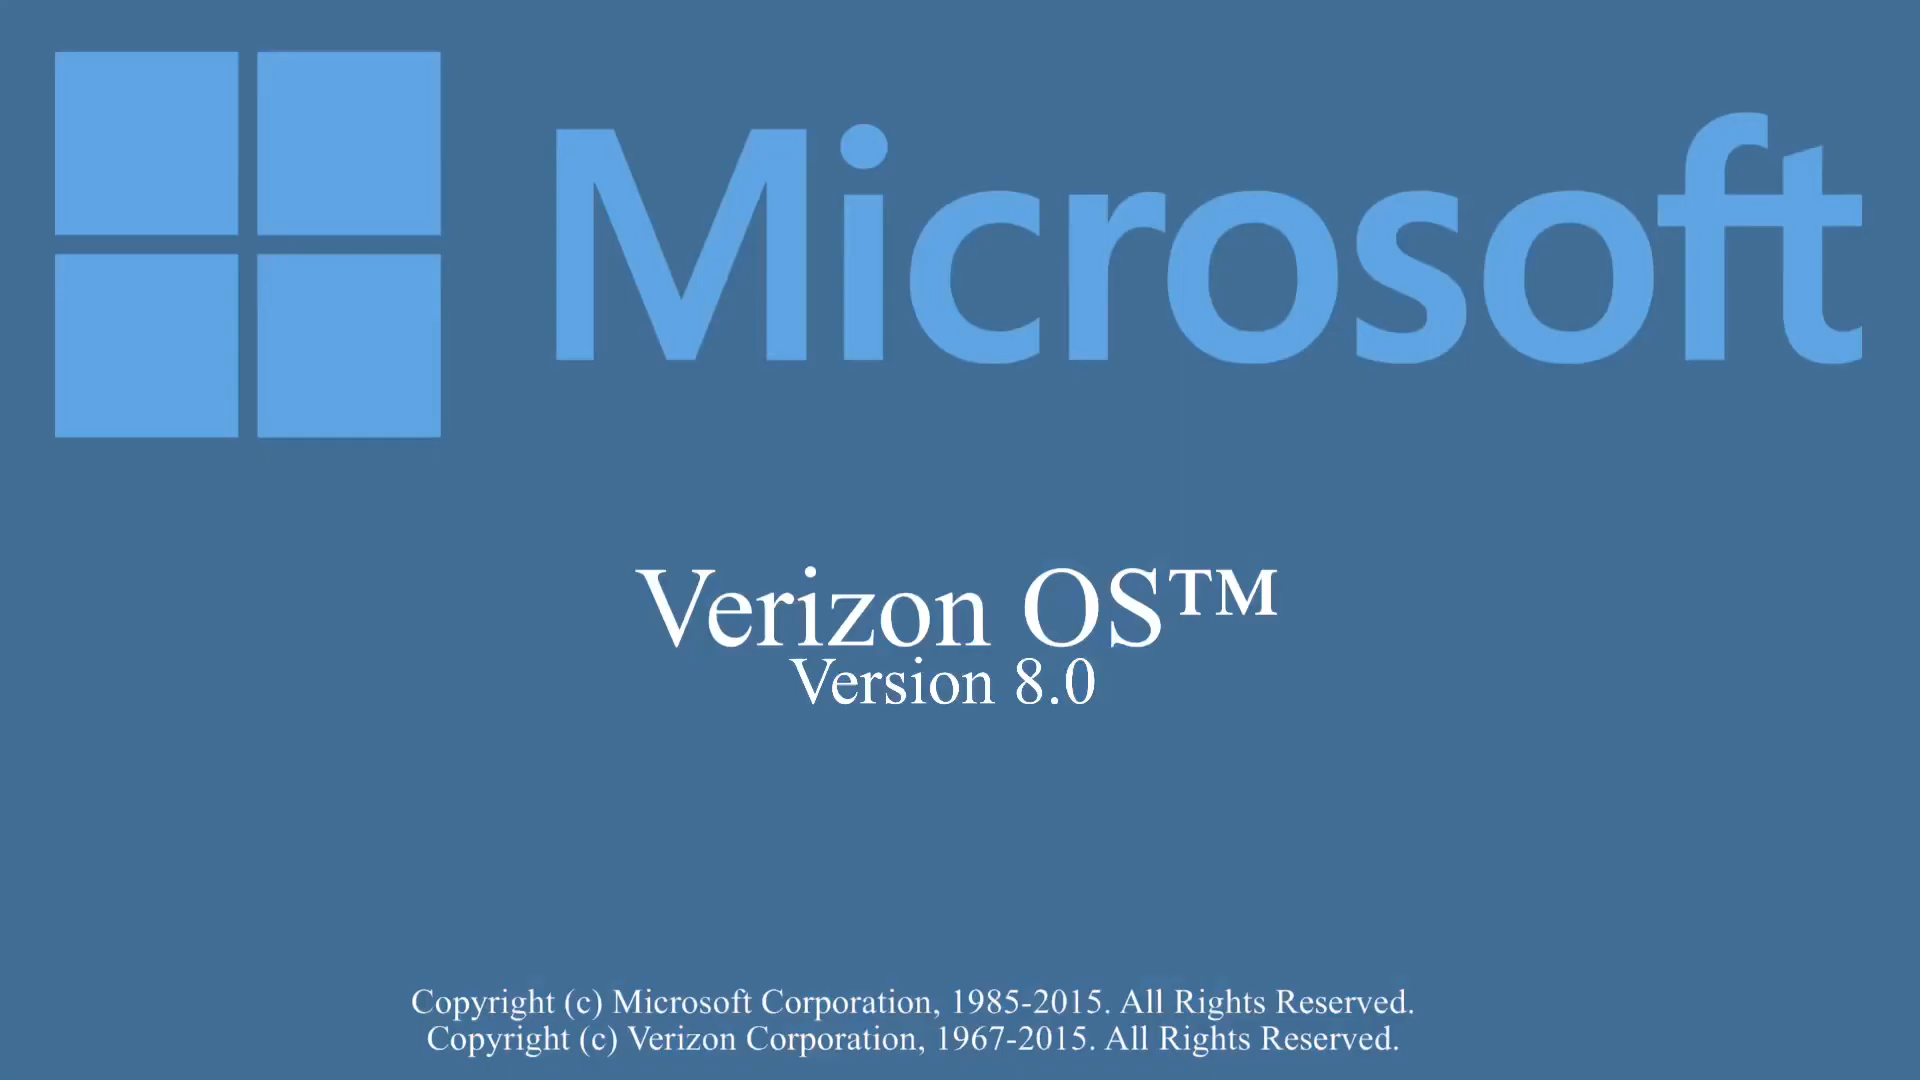 Microsoft
Verizon OS™
Version 8.0
Copyright (c) Microsoft Corporation, 1985-2015. All Rights Reserved.
Copyright (c) Verizon Corporation, 1967-2015. All Rights Reserved.